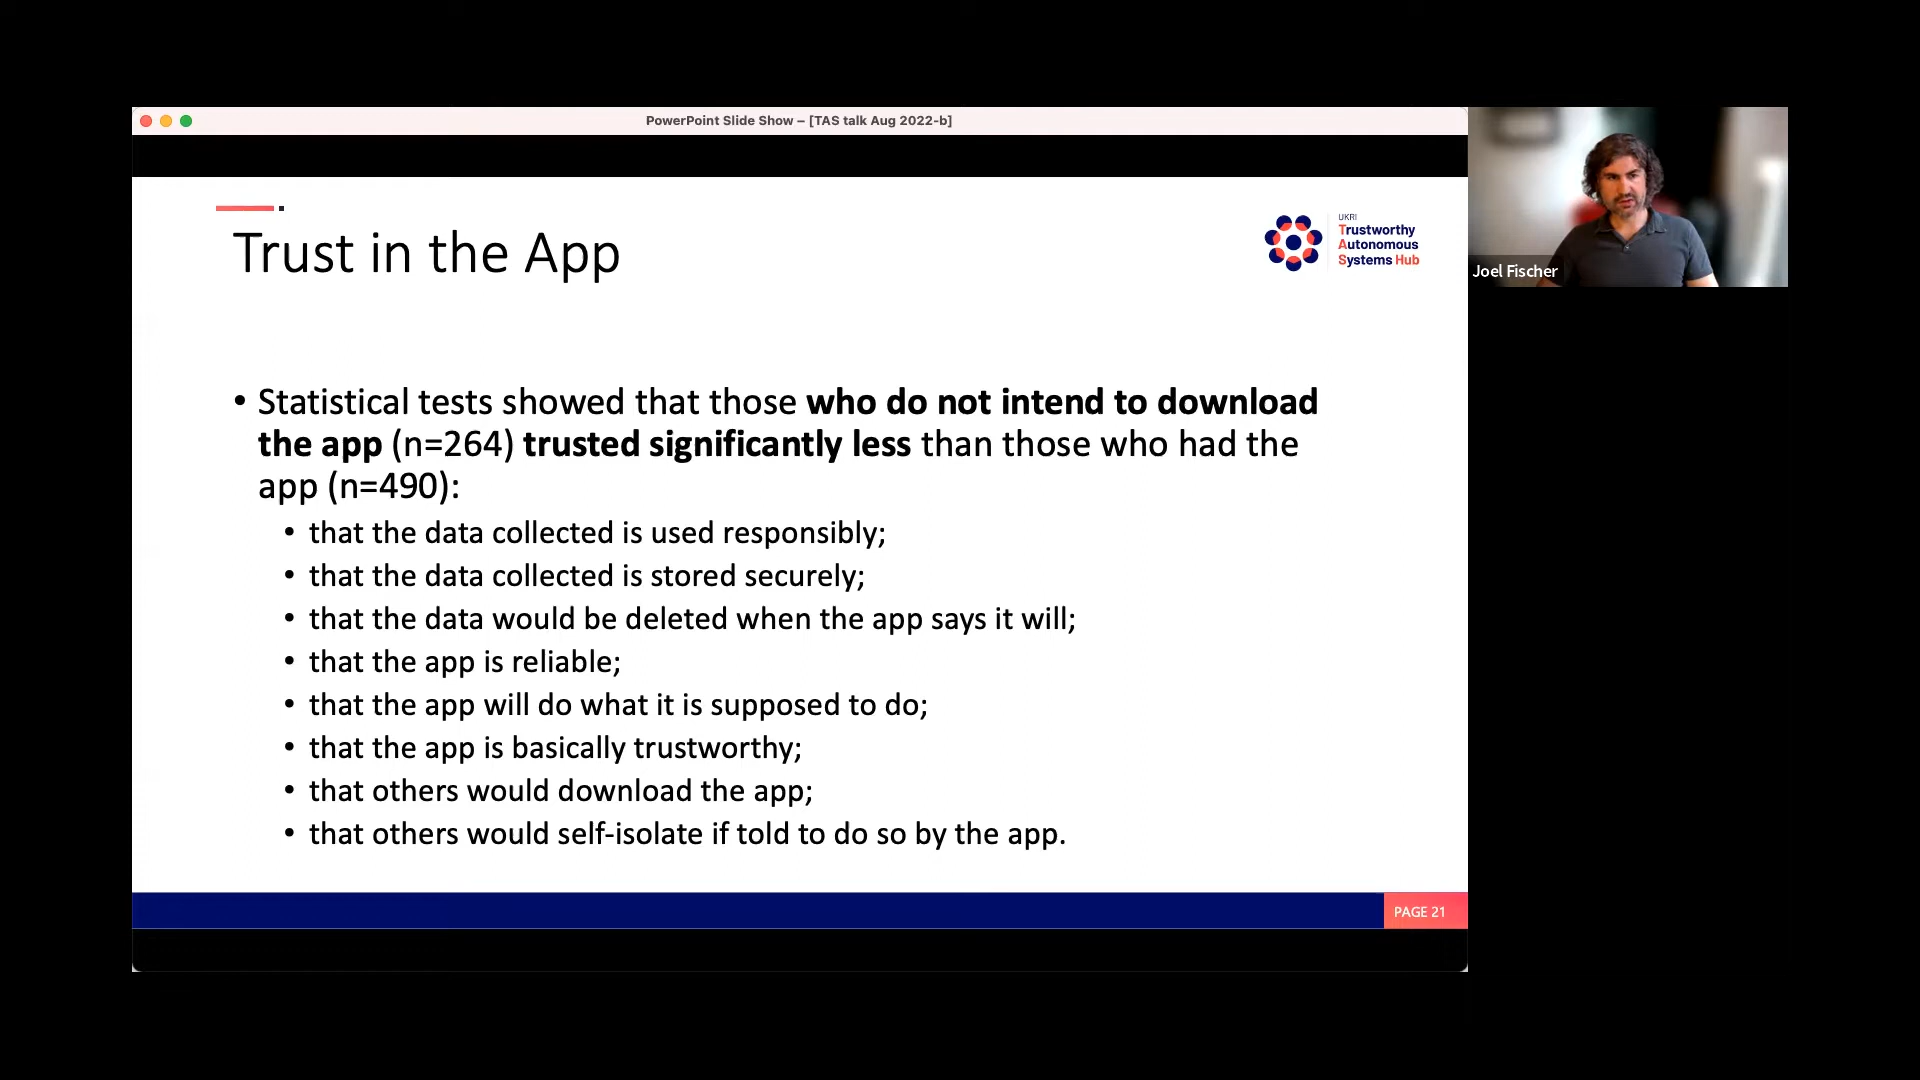 PowerPoint Slide Show – [TAS talk Aug 2022-b]
Trust in the App
UKRI
Trustworthy
Autonomous
Systems Hub
Joel Fischer
• Statistical tests showed that those who do not intend to download
the app (n=264) trusted significantly less than those who had the
app (n=490):
• that the data collected is used responsibly;
• that the data collected is stored securely;
• that the data would be deleted when the app says it will;
• that the app is reliable;
• that the app will do what it is supposed to do;
• that the app is basically trustworthy;
• that others would download the app;
• that others would self-isolate if told to do so by the app.
PAGE 21